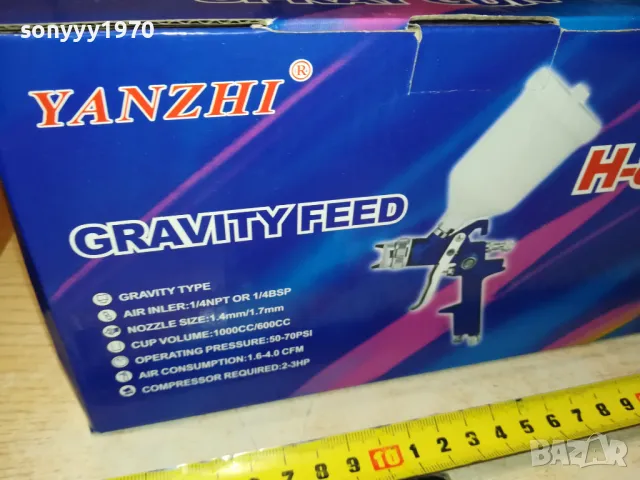 sonyyy1970
SPRAY GUN
YANZHI ®
H-
GRAVITY FEED
GRAVITY TYPE
AIR INLER:1/4NPT OR 1/4BSP
NOZZLE SIZE:1.4mm/1.7mm
CUP VOLUME:1000CC/600CC
OPERATING PRESSURE:50-70PSI
AIR CONSUMPTION:1.6-4.0 CFM
COMPRESSOR REQUIRED:2-3HP
7 8 9 10 1 2 3 4 5 6 7 8 9
BAZAR